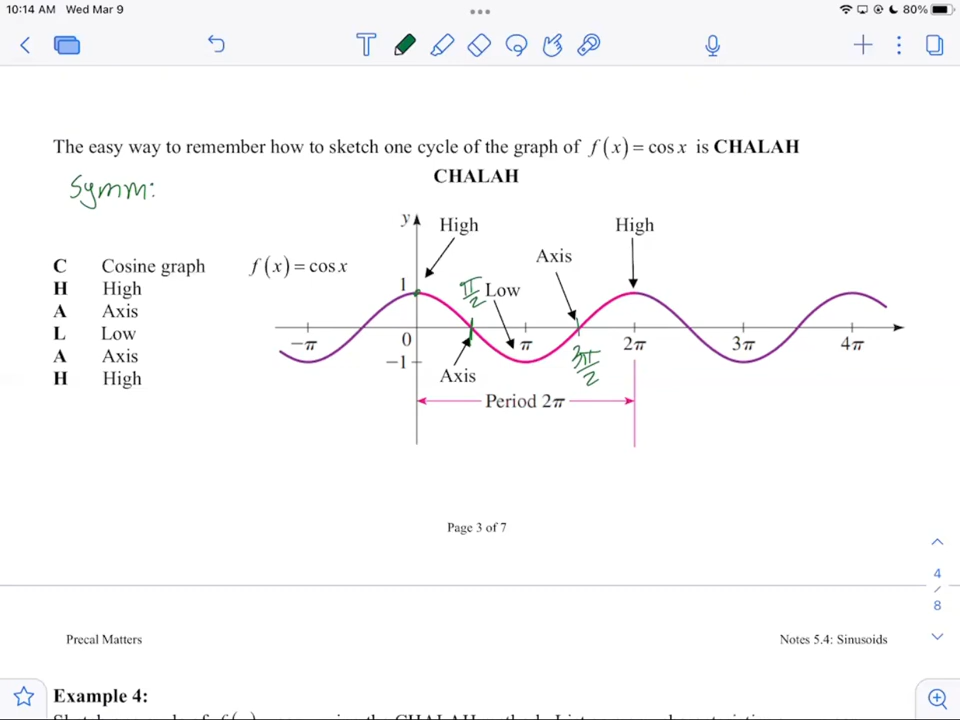 10:14 AM Wed Mar 9
80%
The easy way to remember how to sketch one cycle of the graph of f(x) = cos x is CHALAH
CHALAH
Symm:
y
High
High
Axis
C Cosine graph f(x) = cos x
H High
A Axis
L Low
A Axis
H High
1
π/2
Low
−π
0
π
2π
3π
4π
−1
3π/2
Axis
Period 2π
Page 3 of 7
4
/
8
Precal Matters
Notes 5.4: Sinusoids
Example 4: